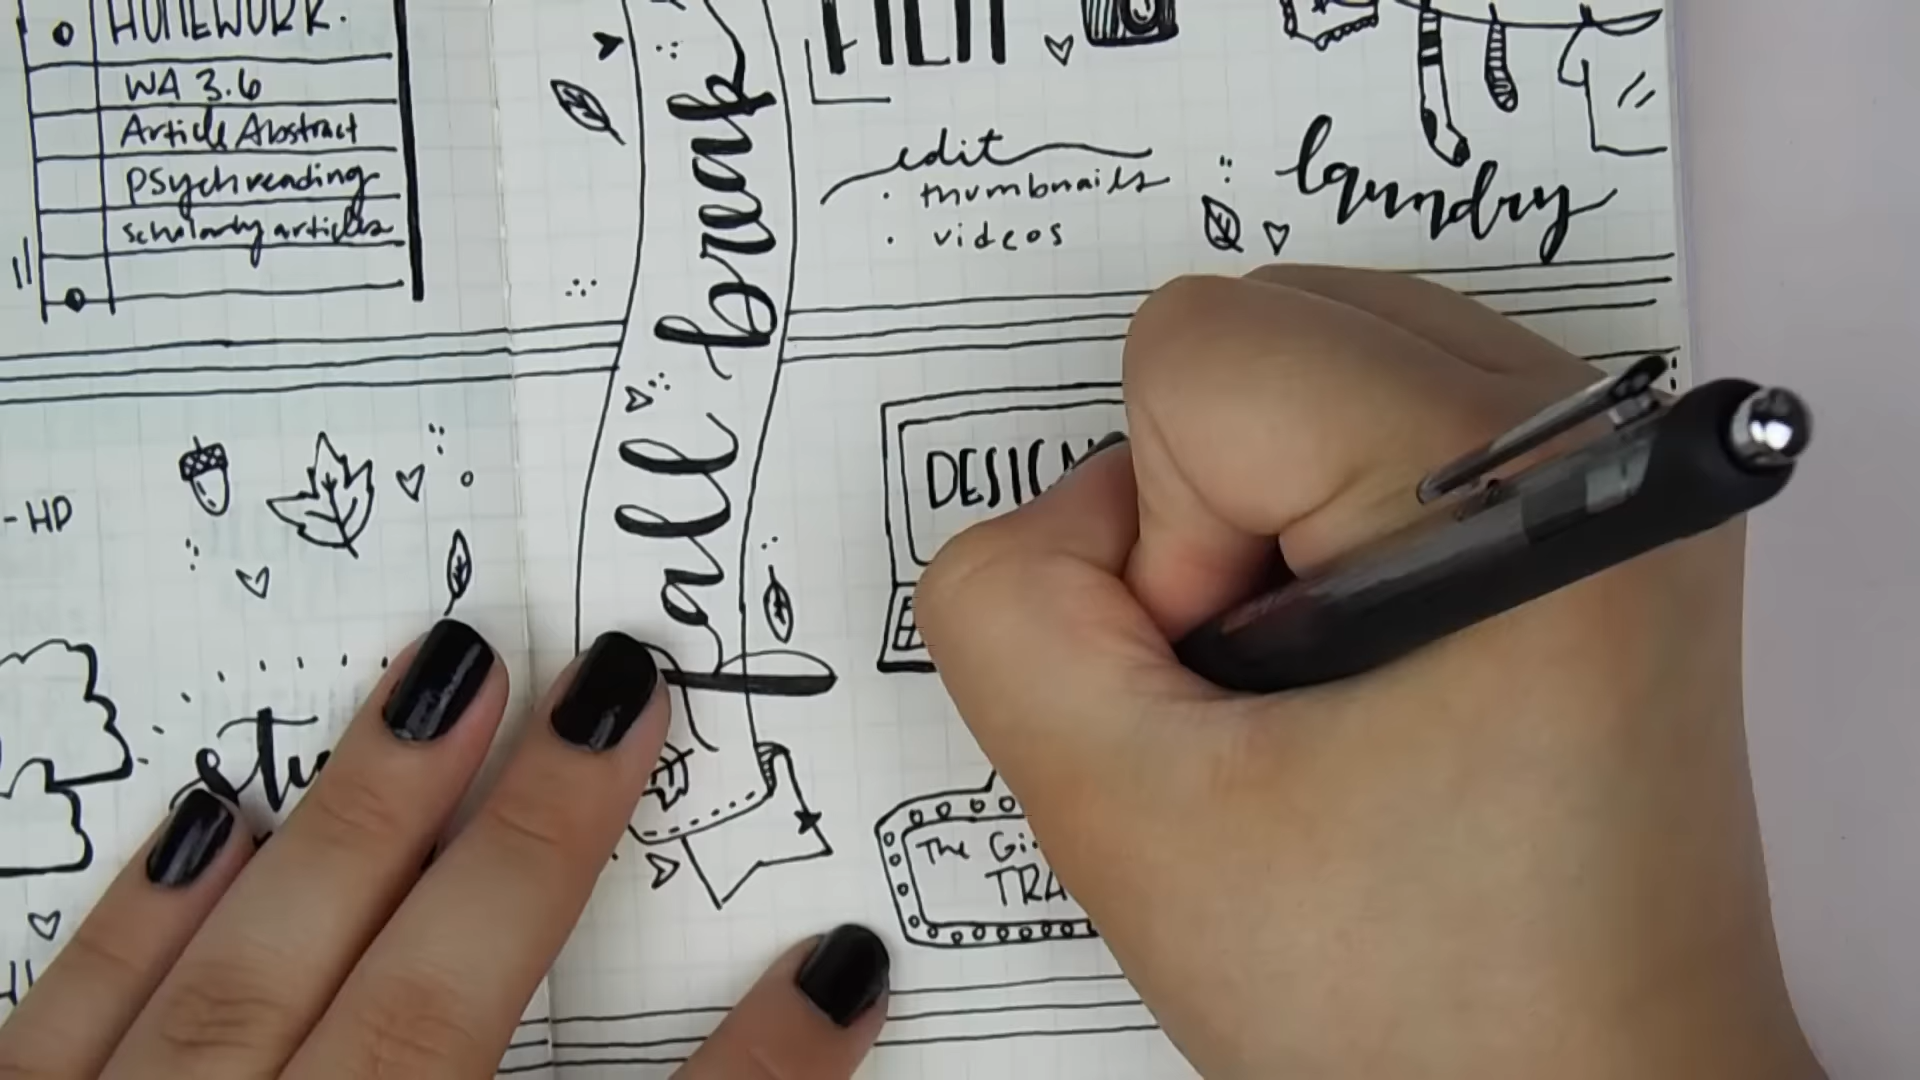 HOMEWORK.
WA 3.6
Article Abstract
psych reading
scholarly articles
-HD
fall break
FILM
edit
· thumbnails
· videos
laundry
DESIGN
The Gi
TRA
stu